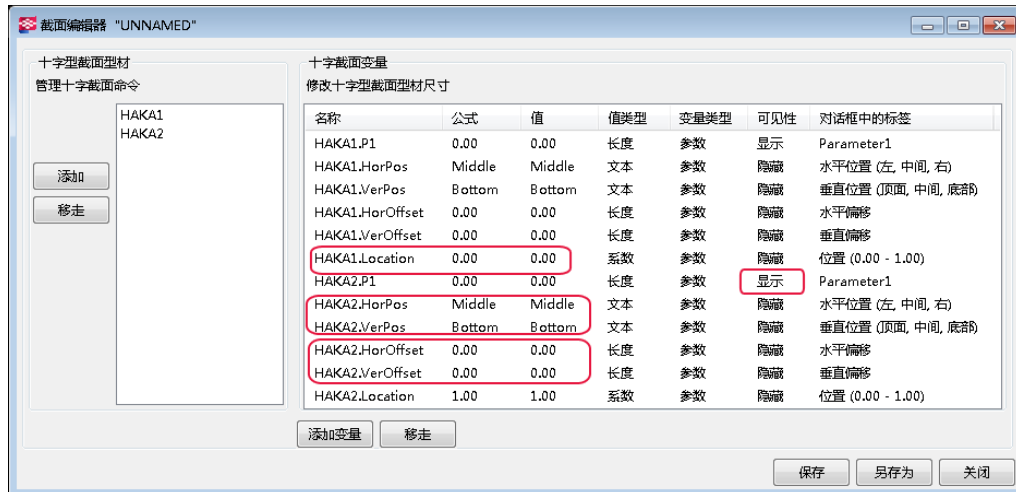 截面编辑器 "UNNAMED"
十字型截面型材
管理十字截面命令
HAKA1
HAKA2
添加
移走
十字截面变量
修改十字型截面型材尺寸
名称 公式 值 值类型 变量类型 可见性 对话框中的标签
HAKA1.P1 0.00 0.00 长度 参数 显示 Parameter1
HAKA1.HorPos Middle Middle 文本 参数 隐藏 水平位置 (左, 中间, 右)
HAKA1.VerPos Bottom Bottom 文本 参数 隐藏 垂直位置 (顶面, 中间, 底部)
HAKA1.HorOffset 0.00 0.00 长度 参数 隐藏 水平偏移
HAKA1.VerOffset 0.00 0.00 长度 参数 隐藏 垂直偏移
HAKA1.Location 0.00 0.00 系数 参数 隐藏 位置 (0.00 - 1.00)
HAKA2.P1 0.00 0.00 长度 参数 显示 Parameter1
HAKA2.HorPos Middle Middle 文本 参数 隐藏 水平位置 (左, 中间, 右)
HAKA2.VerPos Bottom Bottom 文本 参数 隐藏 垂直位置 (顶面, 中间, 底部)
HAKA2.HorOffset 0.00 0.00 长度 参数 隐藏 水平偏移
HAKA2.VerOffset 0.00 0.00 长度 参数 隐藏 垂直偏移
HAKA2.Location 1.00 1.00 系数 参数 隐藏 位置 (0.00 - 1.00)
添加变量 移走
保存 另存为 关闭